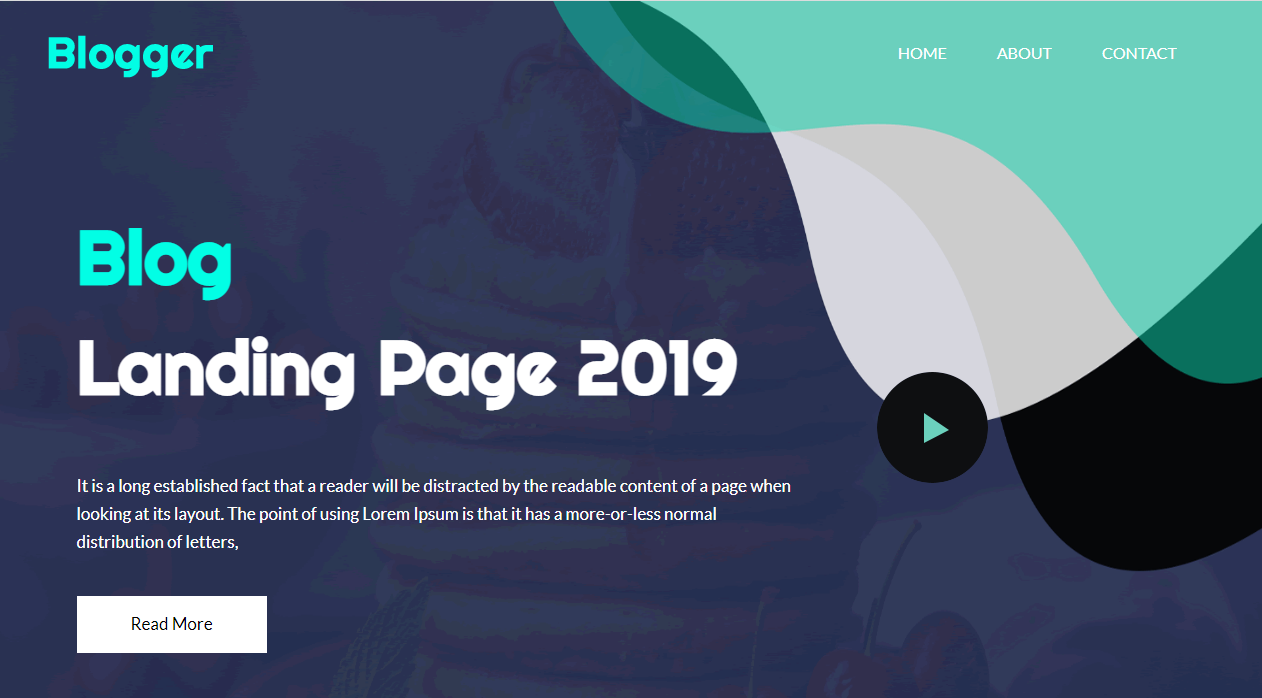 Blogger
HOME ABOUT CONTACT
Blog
Landing Page 2019
It is a long established fact that a reader will be distracted by the readable content of a page when
looking at its layout. The point of using Lorem Ipsum is that it has a more-or-less normal
distribution of letters,
Read More